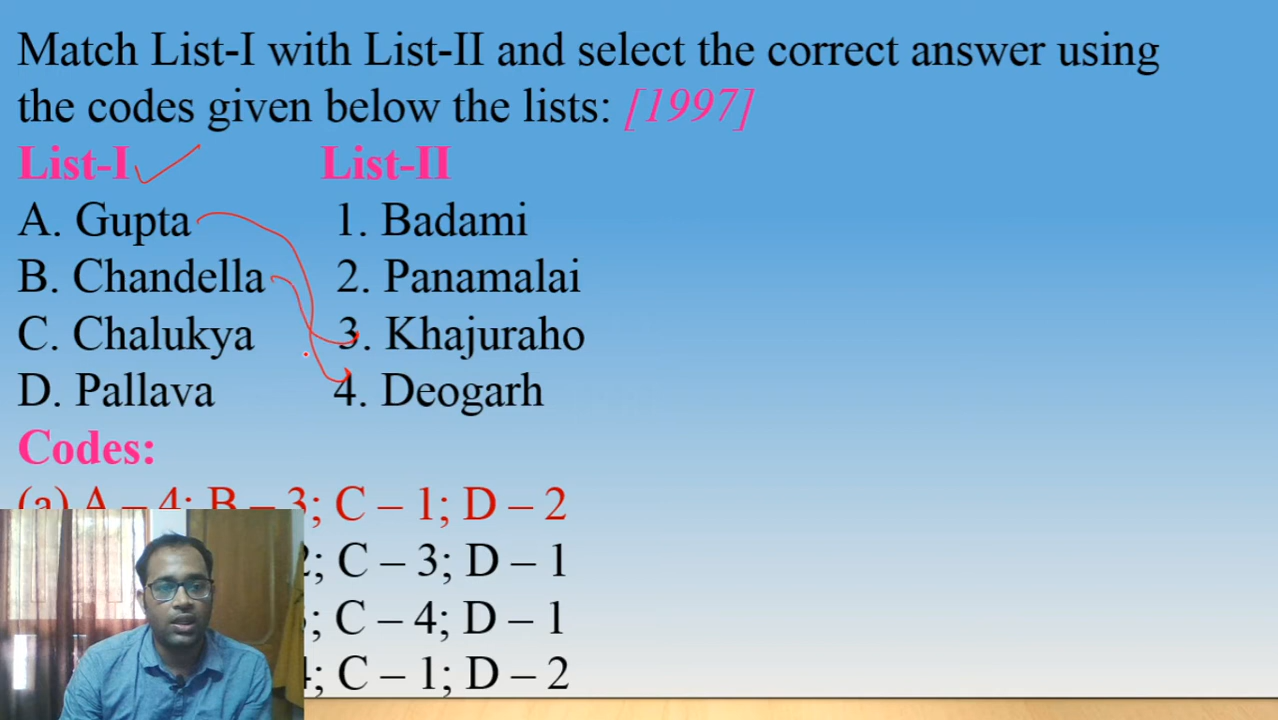 Match List-I with List-II and select the correct answer using
the codes given below the lists: [1997]
List-I List-II
A. Gupta 1. Badami
B. Chandella 2. Panamalai
C. Chalukya 3. Khajuraho
D. Pallava 4. Deogarh
Codes:
(a) A – 4; B – 3; C – 1; D – 2
; C – 3; D – 1
; C – 4; D – 1
; C – 1; D – 2